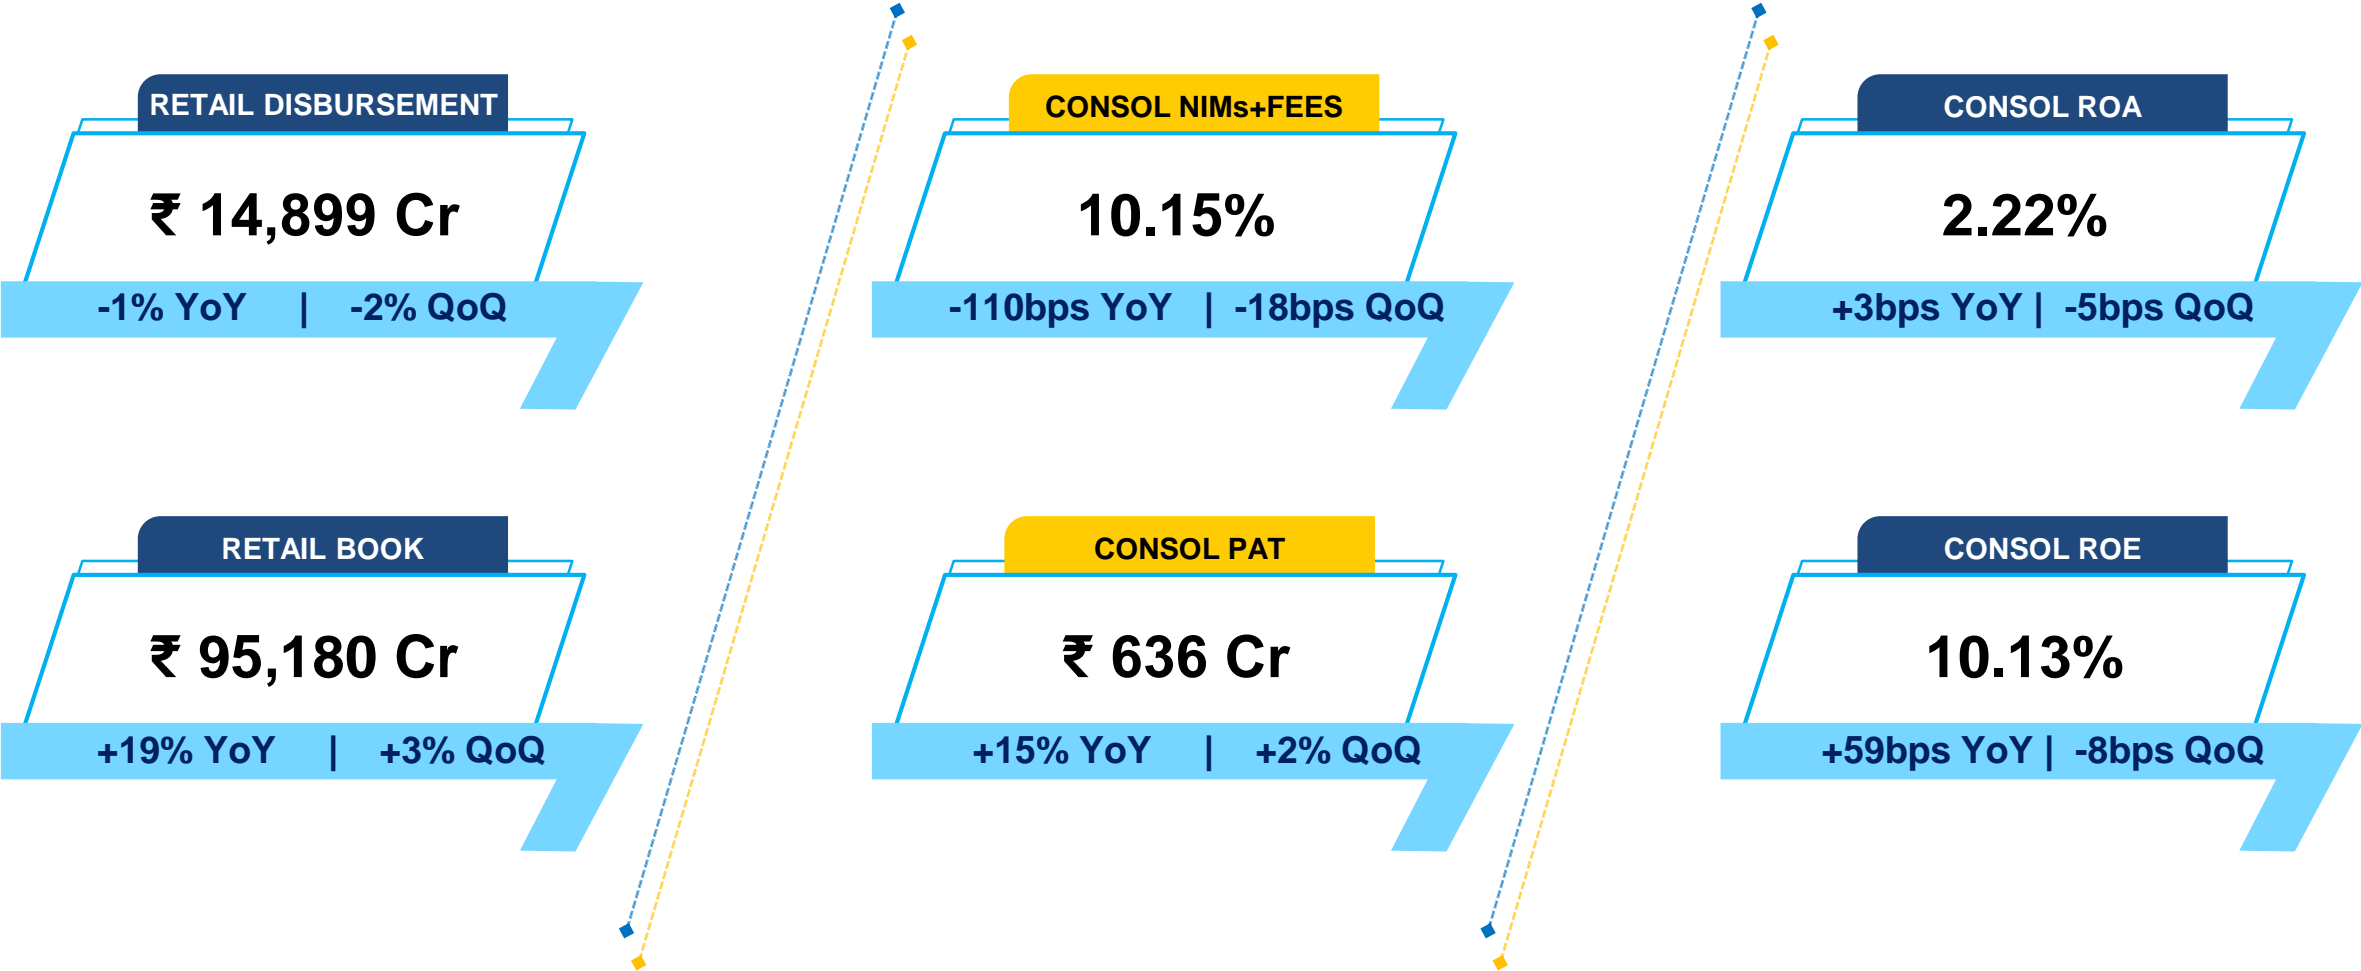 RETAIL DISBURSEMENT
₹ 14,899 Cr
-1% YoY | -2% QoQ
CONSOL NIMs+FEES
10.15%
-110bps YoY | -18bps QoQ
CONSOL ROA
2.22%
+3bps YoY | -5bps QoQ
RETAIL BOOK
₹ 95,180 Cr
+19% YoY | +3% QoQ
CONSOL PAT
₹ 636 Cr
+15% YoY | +2% QoQ
CONSOL ROE
10.13%
+59bps YoY | -8bps QoQ